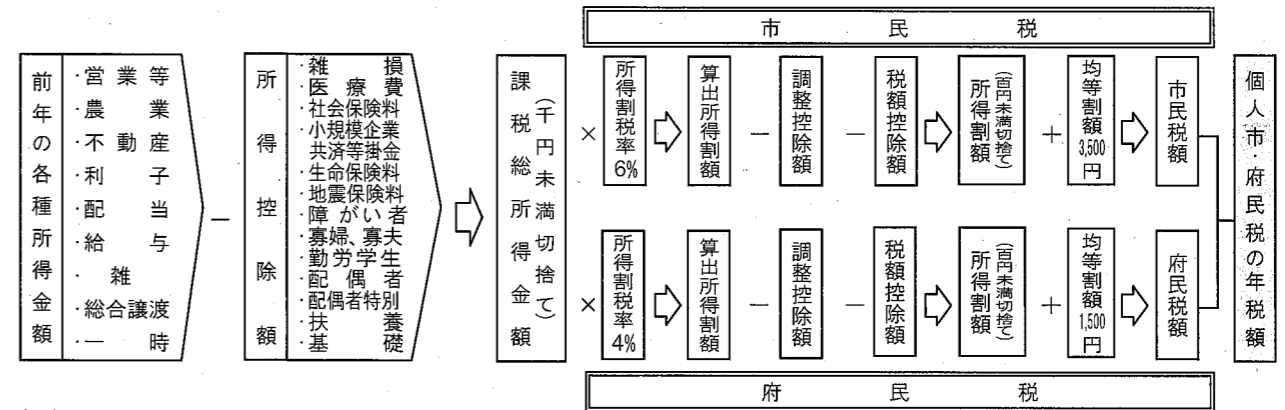 市民税
前年の各種所得金額
・営業等
・農業
・不動産
・利子
・配当
・給与
・雑
・総合譲渡
・一時
－
所得控除額
・雑損
・医療費
・社会保険料
・小規模企業
共済等掛金
・生命保険料
・地震保険料
・障がい者
・寡婦、寡夫
・勤労学生
・配偶者
・配偶者特別
・扶養
・基礎
課税総所得金額
(千円未満切捨て)
×
所得割税率6%
算出所得割額
－
調整控除額
－
税額控除額
所得割額
(百円未満切捨て)
＋
均等割額3,500円
市民税額
×
所得割税率4%
算出所得割額
－
調整控除額
－
税額控除額
所得割額
(百円未満切捨て)
＋
均等割額1,500円
府民税額
個人市・府民税の年税額
府民税